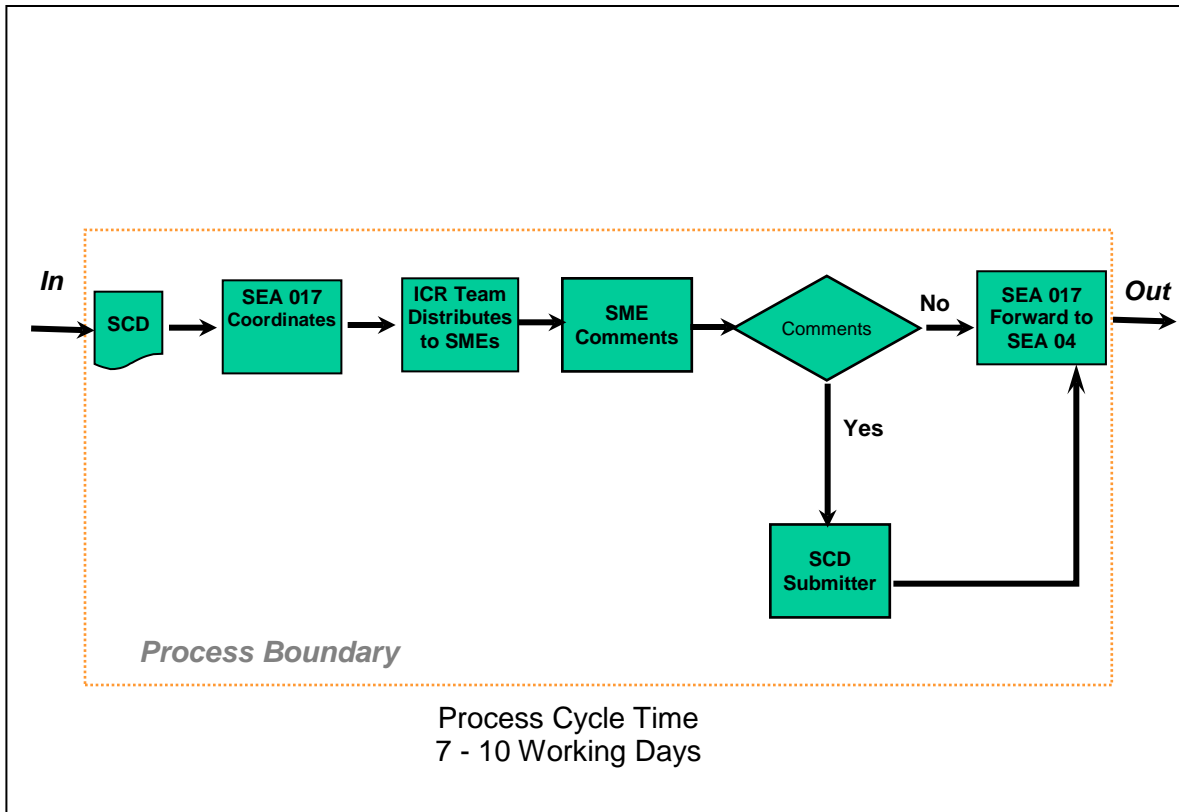 In
SCD
SEA 017
Coordinates
ICR Team
Distributes
to SMEs
SME
Comments
Comments
No
SEA 017
Forward to
SEA 04
Out
Yes
SCD
Submitter
Process Boundary
Process Cycle Time
7 - 10 Working Days